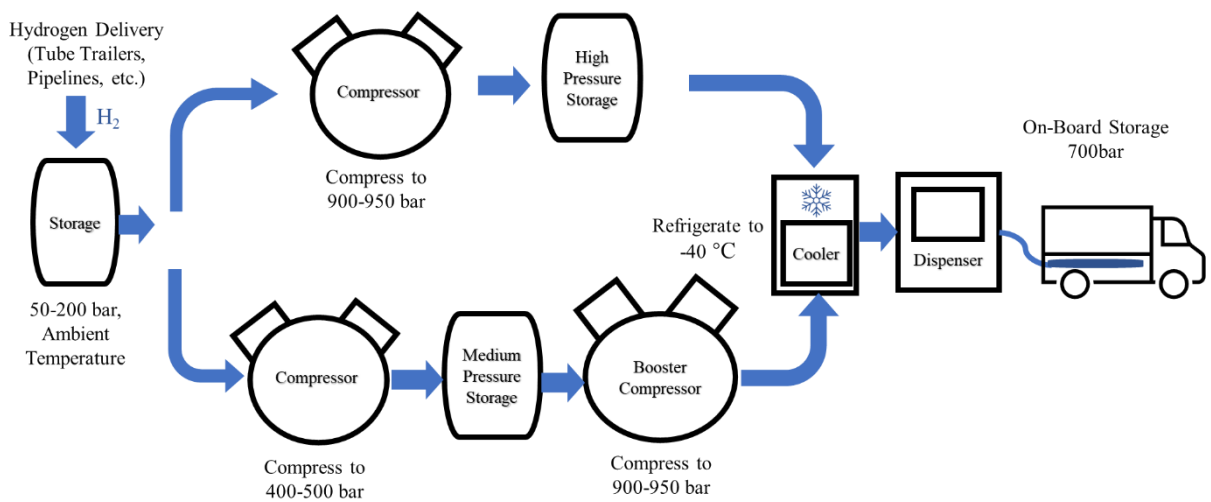 Hydrogen Delivery
(Tube Trailers,
Pipelines, etc.)
H₂
Storage
50-200 bar,
Ambient
Temperature
Compressor
Compress to
900-950 bar
High
Pressure
Storage
Compressor
Compress to
400-500 bar
Medium
Pressure
Storage
Booster
Compressor
Compress to
900-950 bar
Refrigerate to
-40 °C
Cooler
Dispenser
On-Board Storage
700bar